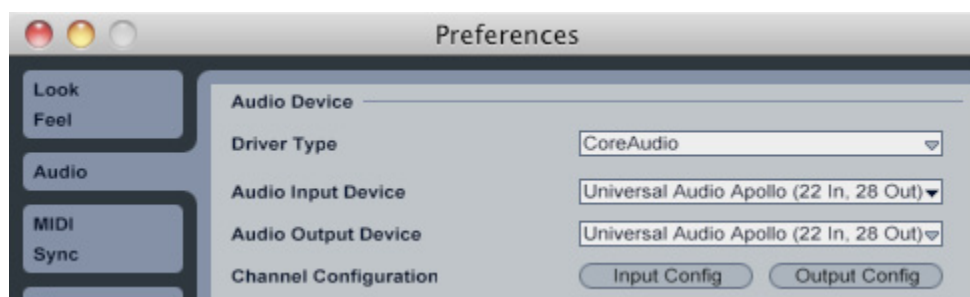 Preferences
Look
Feel
Audio
MIDI
Sync
Audio Device
Driver Type CoreAudio
Audio Input Device Universal Audio Apollo (22 In, 28 Out)
Audio Output Device Universal Audio Apollo (22 In, 28 Out)
Channel Configuration Input Config Output Config